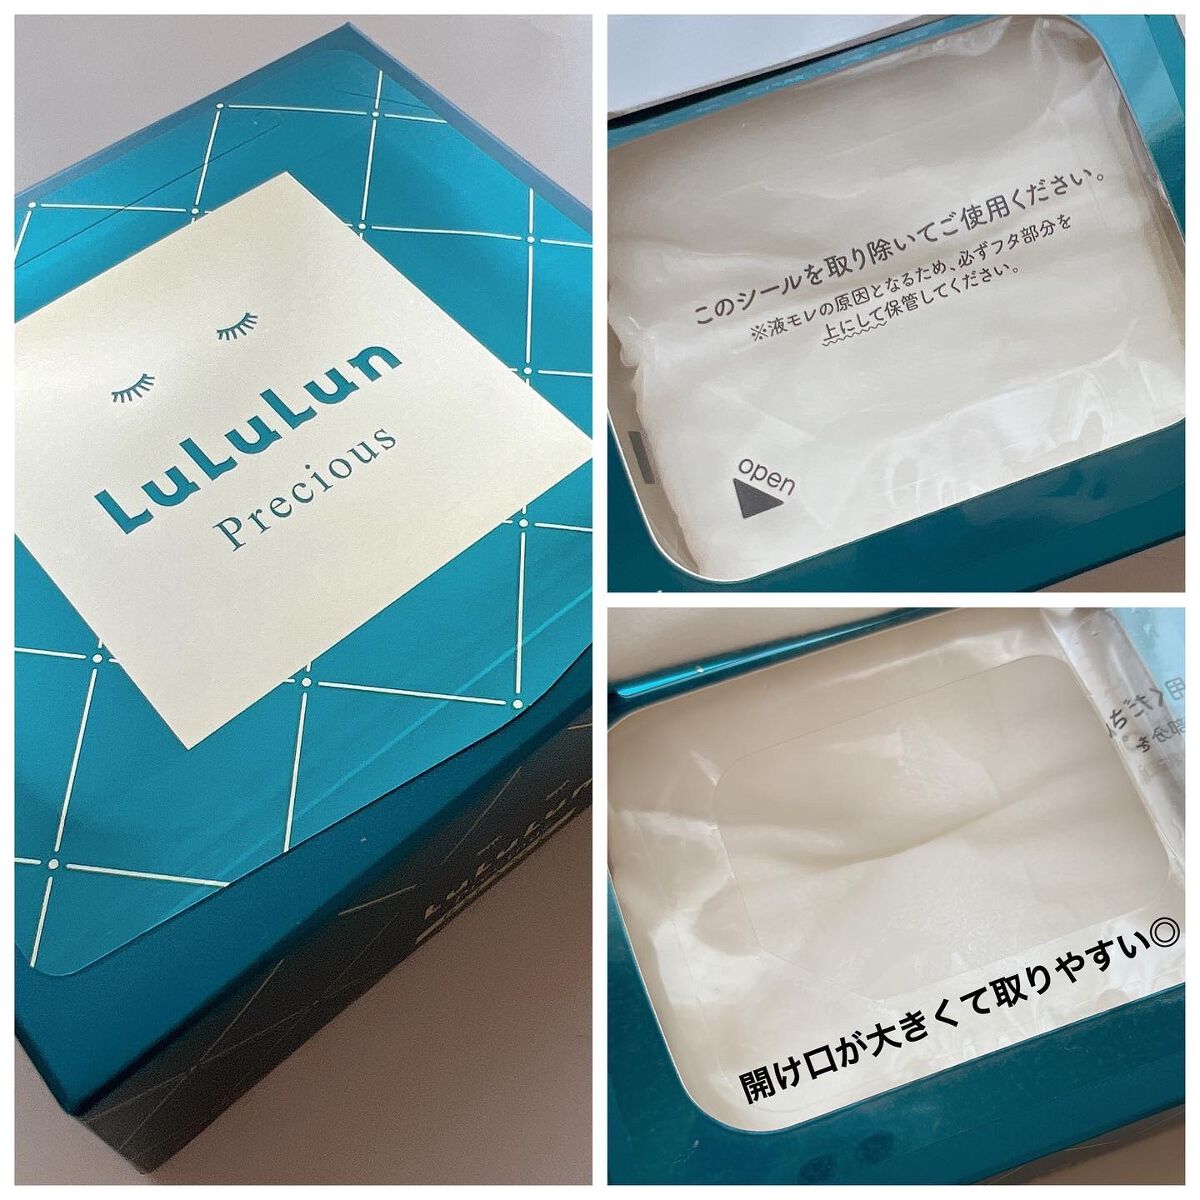 LuLuLun
Precious
LuLuLun
このシールを取り除いてご使用ください。
※液モレの原因となるため、必ずフタ部分を
上にして保管してください。
open
開け口が大きくて取りやすい◎